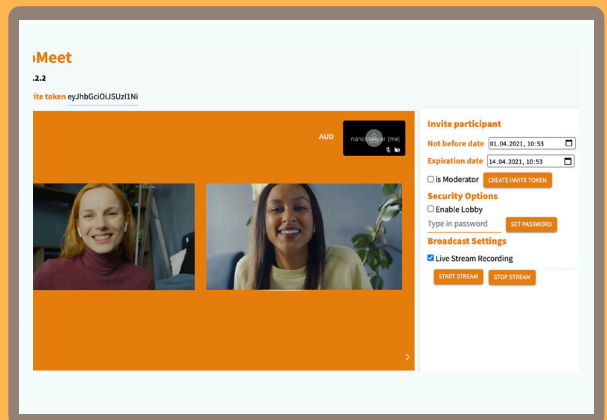 oMeet
.2.2
ite token eyJhbGciOiJSUzI1Ni
AUD
(me)
Invite participant
Not before date 01.04.2021, 10:53
Expiration date 14.04.2021, 10:53
is Moderator CREATE INVITE TOKEN
Security Options
Enable Lobby
Type in password SET PASSWORD
Broadcast Settings
Live Stream Recording
START STREAM STOP STREAM